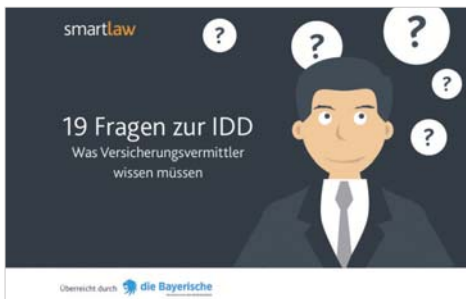 smartlaw
?
?
?
?
?
19 Fragen zur IDD
Was Versicherungsvermittler
wissen müssen
Überreicht durch die Bayerische